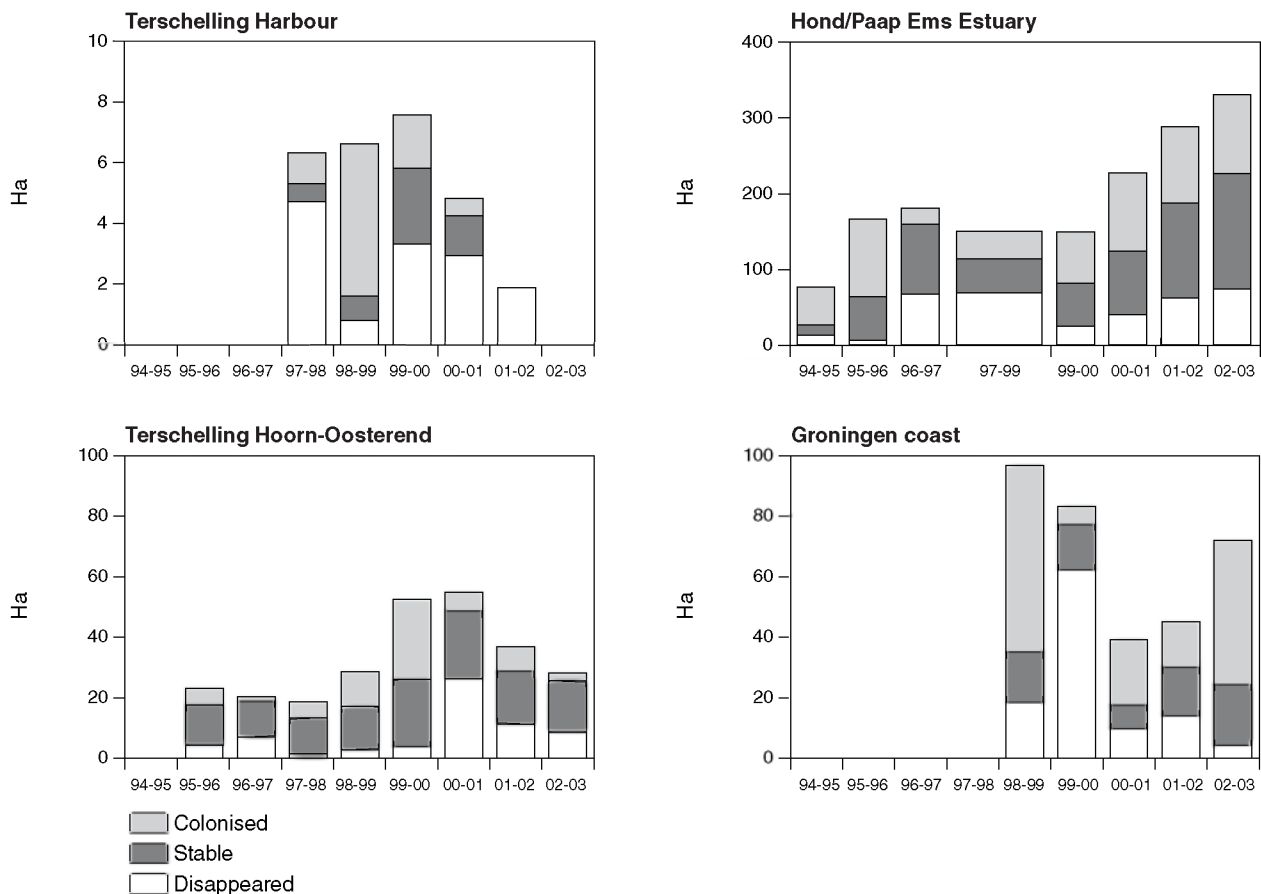 Terschelling Harbour
10
8
6
4
2
0
Ha
94-95 95-96 96-97 97-98 98-99 99-00 00-01 01-02 02-03
Hond/Paap Ems Estuary
400
300
200
100
0
Ha
94-95 95-96 96-97 97-99 99-00 00-01 01-02 02-03
Terschelling Hoorn-Oosterend
100
80
60
40
20
0
Ha
94-95 95-96 96-97 97-98 98-99 99-00 00-01 01-02 02-03
Groningen coast
100
80
60
40
20
0
Ha
94-95 95-96 96-97 97-98 98-99 99-00 00-01 01-02 02-03
Colonised
Stable
Disappeared